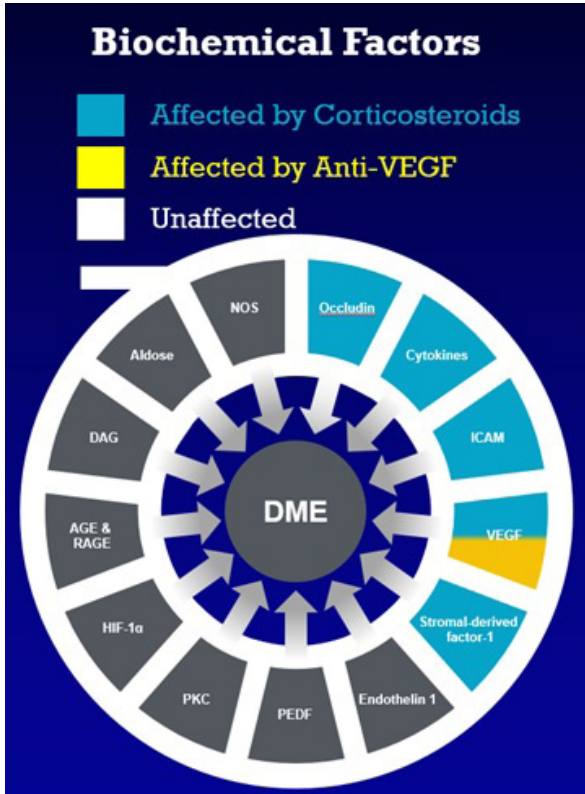 Biochemical Factors
Affected by Corticosteroids
Affected by Anti-VEGF
Unaffected
NOS
Occludin
Cytokines
ICAM
VEGF
Stromal-derived
factor-1
Endothelin 1
PEDF
PKC
HIF-1α
AGE &
RAGE
DAG
Aldose
DME